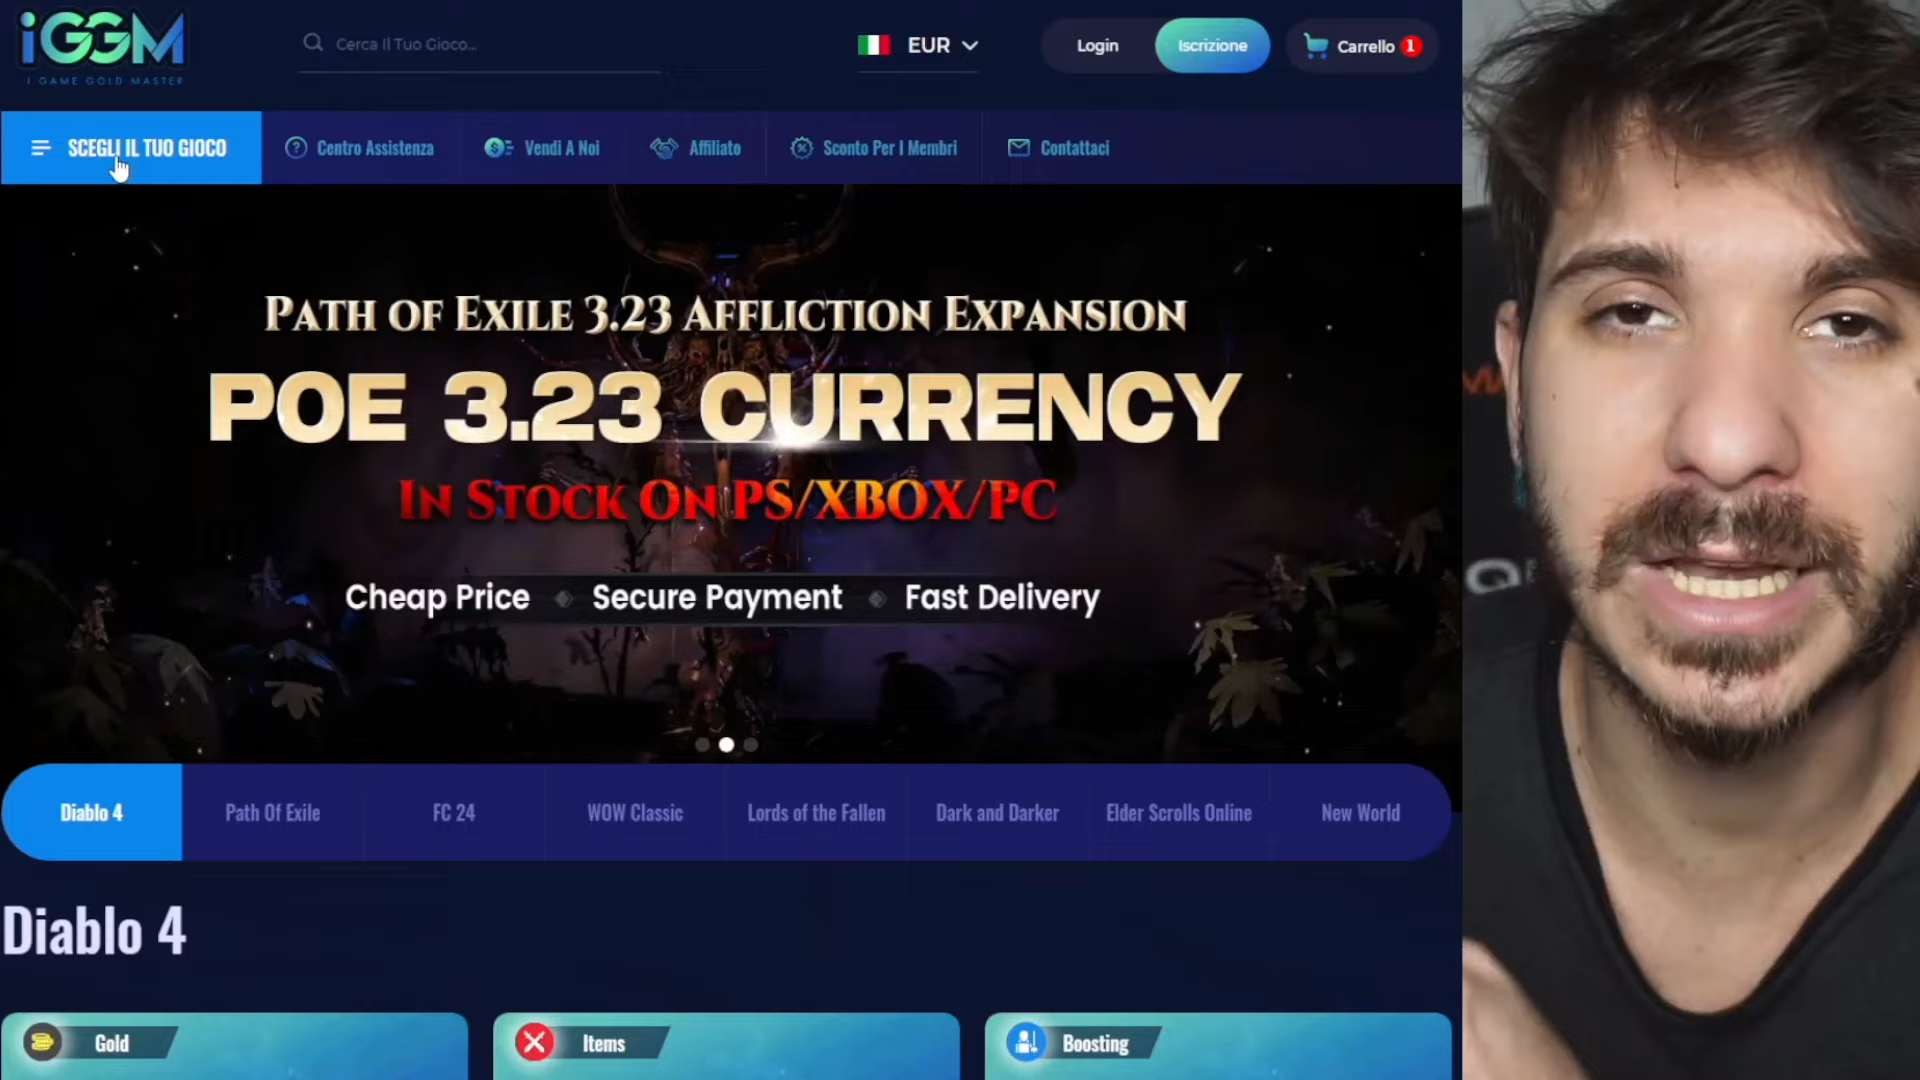 iGGM
I GAME GOLD MASTER
Cerca Il Tuo Gioco...
EUR
Login
Iscrizione
Carrello 1
SCEGLI IL TUO GIOCO
Centro Assistenza
Vendi A Noi
Affiliato
Sconto Per I Membri
Contattaci
PATH OF EXILE 3.23 AFFLICTION EXPANSION
POE 3.23 CURRENCY
IN STOCK ON PS/XBOX/PC
Cheap Price
Secure Payment
Fast Delivery
Diablo 4
Path Of Exile
FC 24
WOW Classic
Lords of the Fallen
Dark and Darker
Elder Scrolls Online
New World
Diablo 4
Gold
Items
Boosting